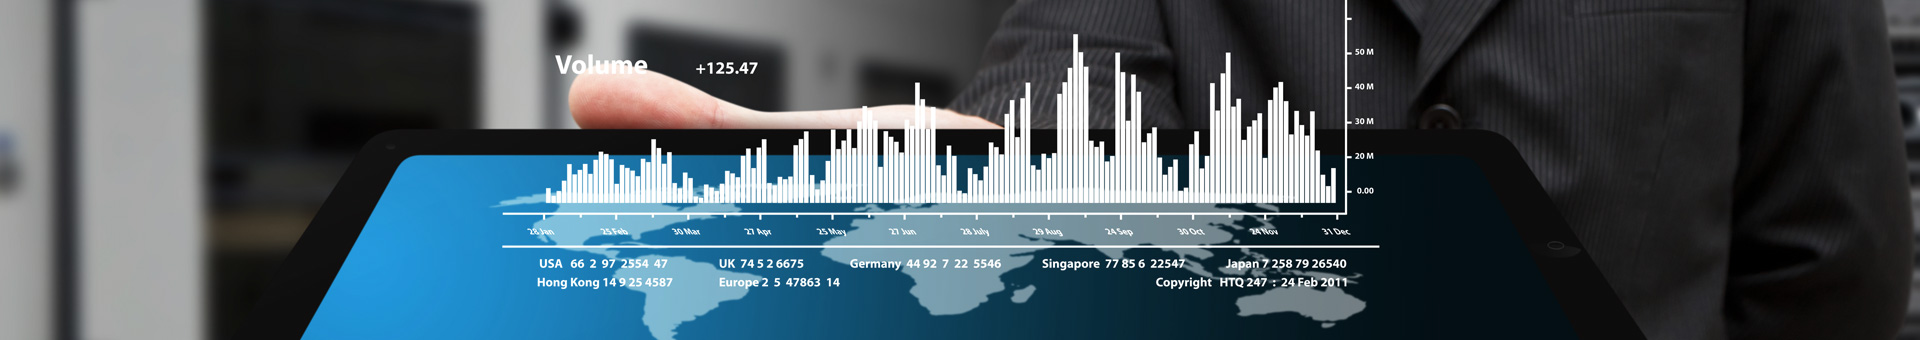 Volume +125.47
50 M
40 M
30 M
20 M
0.00
28 Jan 25 Feb 30 Mar 27 Apr 25 May 27 Jun 28 July 29 Aug 24 Sep 30 Oct 24 Nov 31 Dec
USA 66 2 97 2554 47 UK 74 5 2 6675 Germany 44 92 7 22 5546 Singapore 77 85 6 22547 Japan 7 258 79 26540
Hong Kong 14 9 25 4587 Europe 2 5 47863 14 Copyright HTQ 247 : 24 Feb 2011